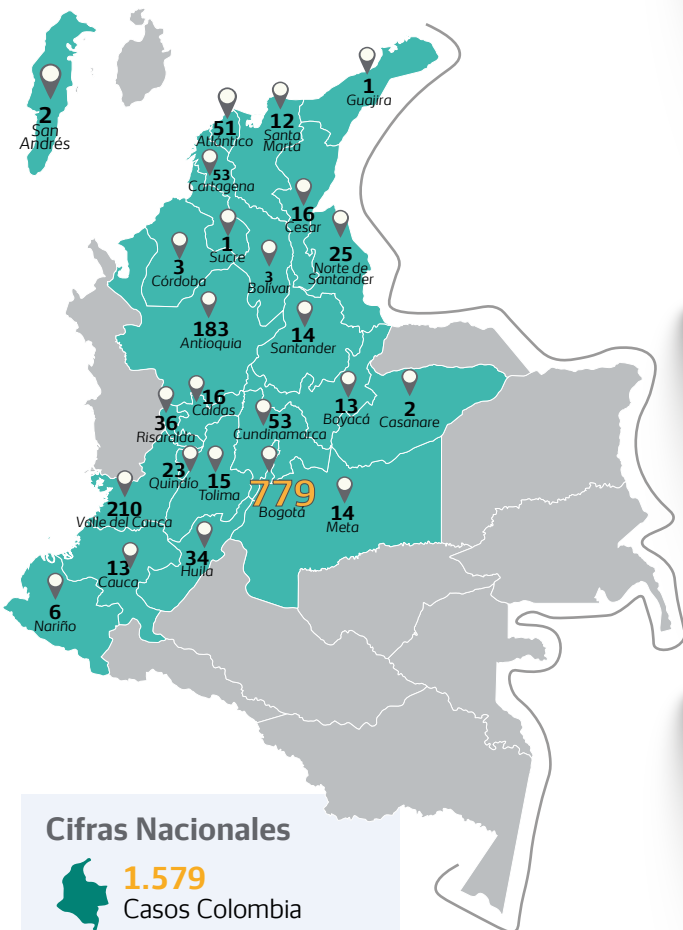 2
San
Andrés
1
Guajira
51
Atlántico
12
Santa
Marta
53
Cartagena
16
Cesar
1
Sucre
25
Norte de
Santander
3
Córdoba
3
Bolívar
183
Antioquia
14
Santander
16
Caldas
13
Boyacá
2
Casanare
36
Risaralda
53
Cundinamarca
23
Quindío
15
Tolima
779
Bogotá
14
Meta
210
Valle del Cauca
34
Huila
13
Cauca
6
Nariño
Cifras Nacionales
1.579
Casos Colombia